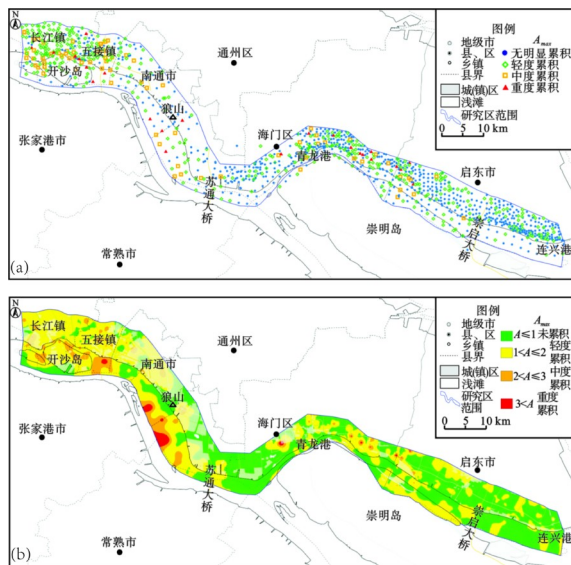 N
长江镇
五接镇
开沙岛
南通市
通州区
狼山
张家港市
海门区
青龙港
苏通大桥
启东市
崇启大桥
崇明岛
连兴港
常熟市
(a)
图例
Amax
地级市
县、区
乡镇
县界
城(镇)区
浅滩
研究区范围
无明显累积
轻度累积
中度累积
重度累积
0 5 10 km
N
长江镇
五接镇
开沙岛
南通市
通州区
狼山
张家港市
海门区
青龙港
苏通大桥
启东市
崇启大桥
崇明岛
连兴港
常熟市
(b)
图例
Amax
地级市
县、区
乡镇
县界
城(镇)区
浅滩
研究区
范围
A≤1 未累积
1<A≤2 轻度累积
2<A≤3 中度累积
3<A 重度累积
0 5 10 km